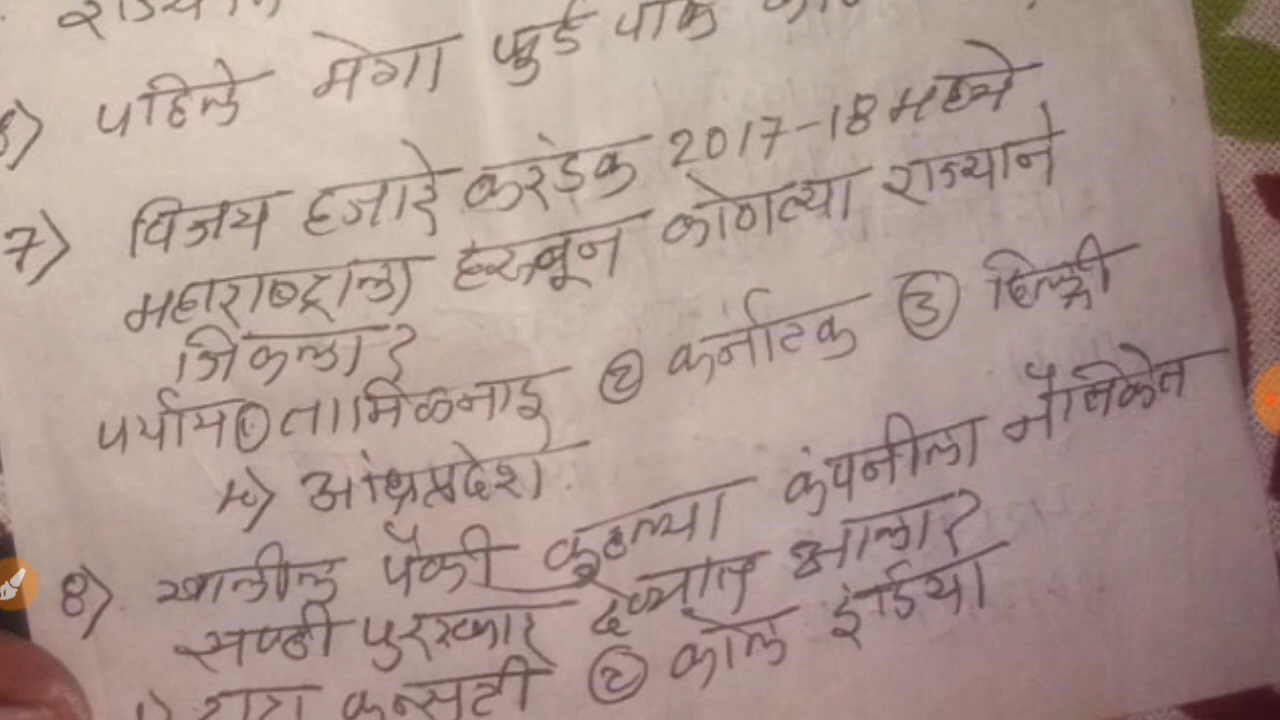 6) पहिले मेगा फुड पार्क
7) विजय हजारे करंडक 2017-18 मध्ये
महाराष्ट्राला हरवून कोणत्या राज्याने
जिंकला?
पर्याय ① तामिळनाडू ② कर्नाटक ③ दिल्ली
4) आंध्रप्रदेश
8) खालील पैकी कुठल्या कंपनीला
पुरस्कार देण्यात आला?
② कोल इंडिया